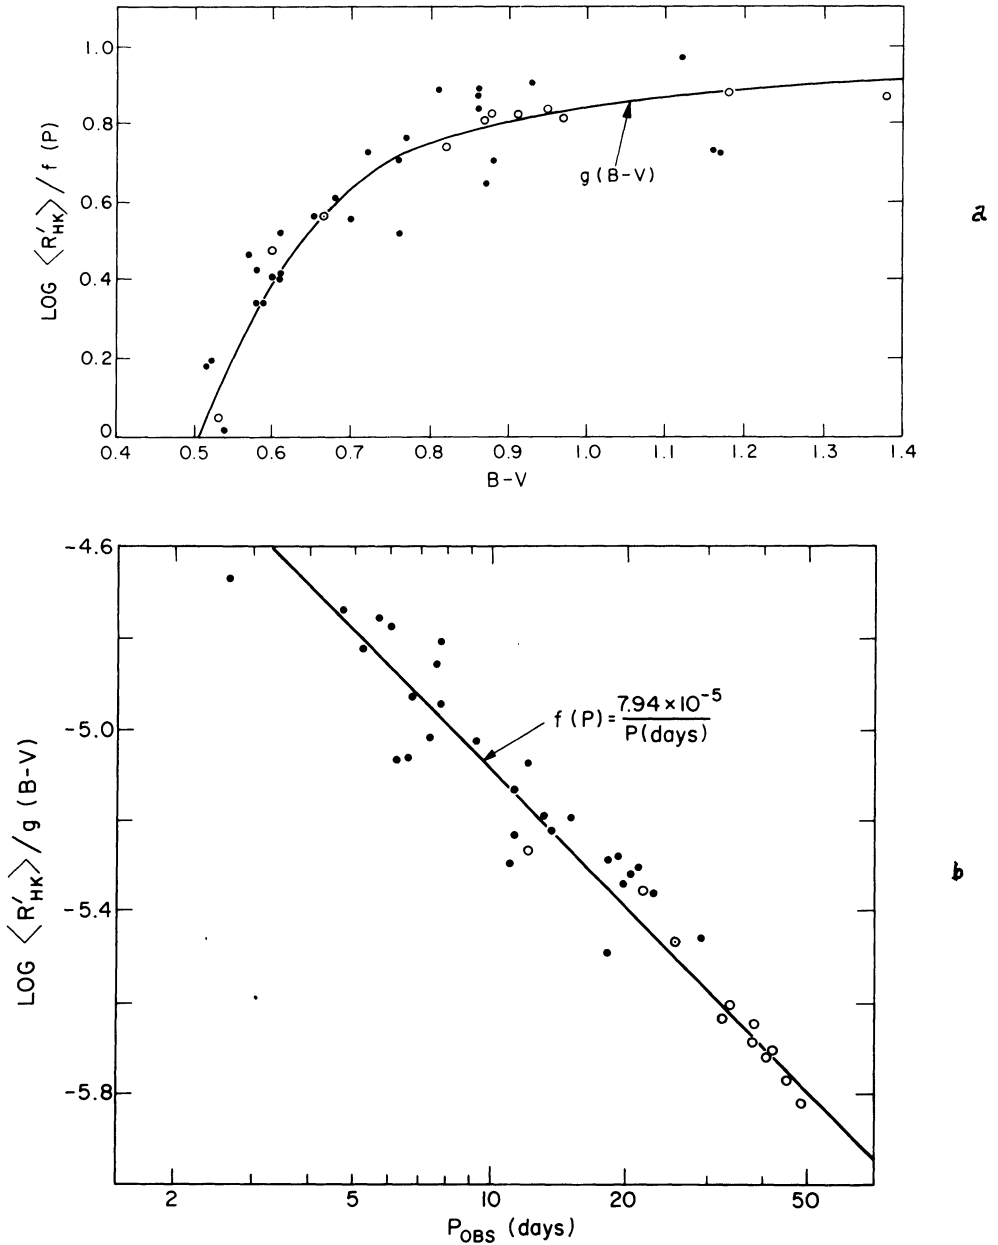 1.0
0.8
0.6
0.4
0.2
0
LOG ⟨R′HK⟩ / f (P)
g (B-V)
0.4 0.5 0.6 0.7 0.8 0.9 1.0 1.1 1.2 1.3 1.4
B-V
a
-4.6
-5.0
-5.4
-5.8
LOG ⟨R′HK⟩ / g (B-V)
f (P) = 7.94 × 10⁻⁵ / P (days)
2 5 10 20 50
POBS (days)
b